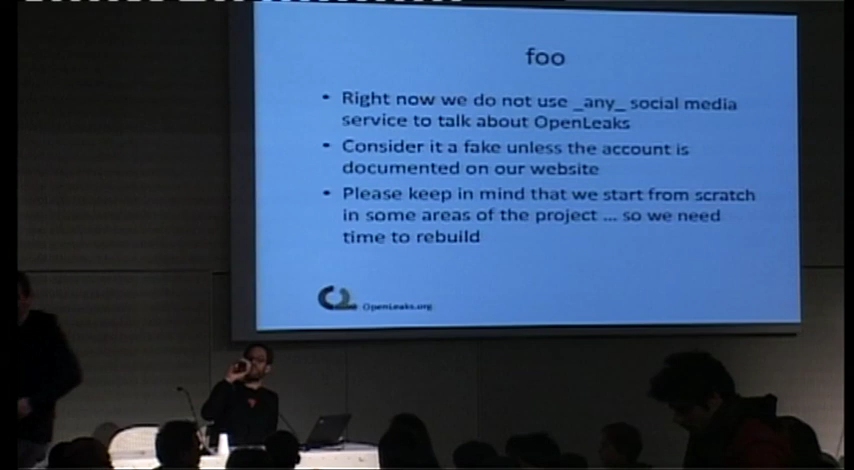 foo
• Right now we do not use _any_ social media
service to talk about OpenLeaks
• Consider it a fake unless the account is
documented on our website
• Please keep in mind that we start from scratch
in some areas of the project ... so we need
time to rebuild
OpenLeaks.org